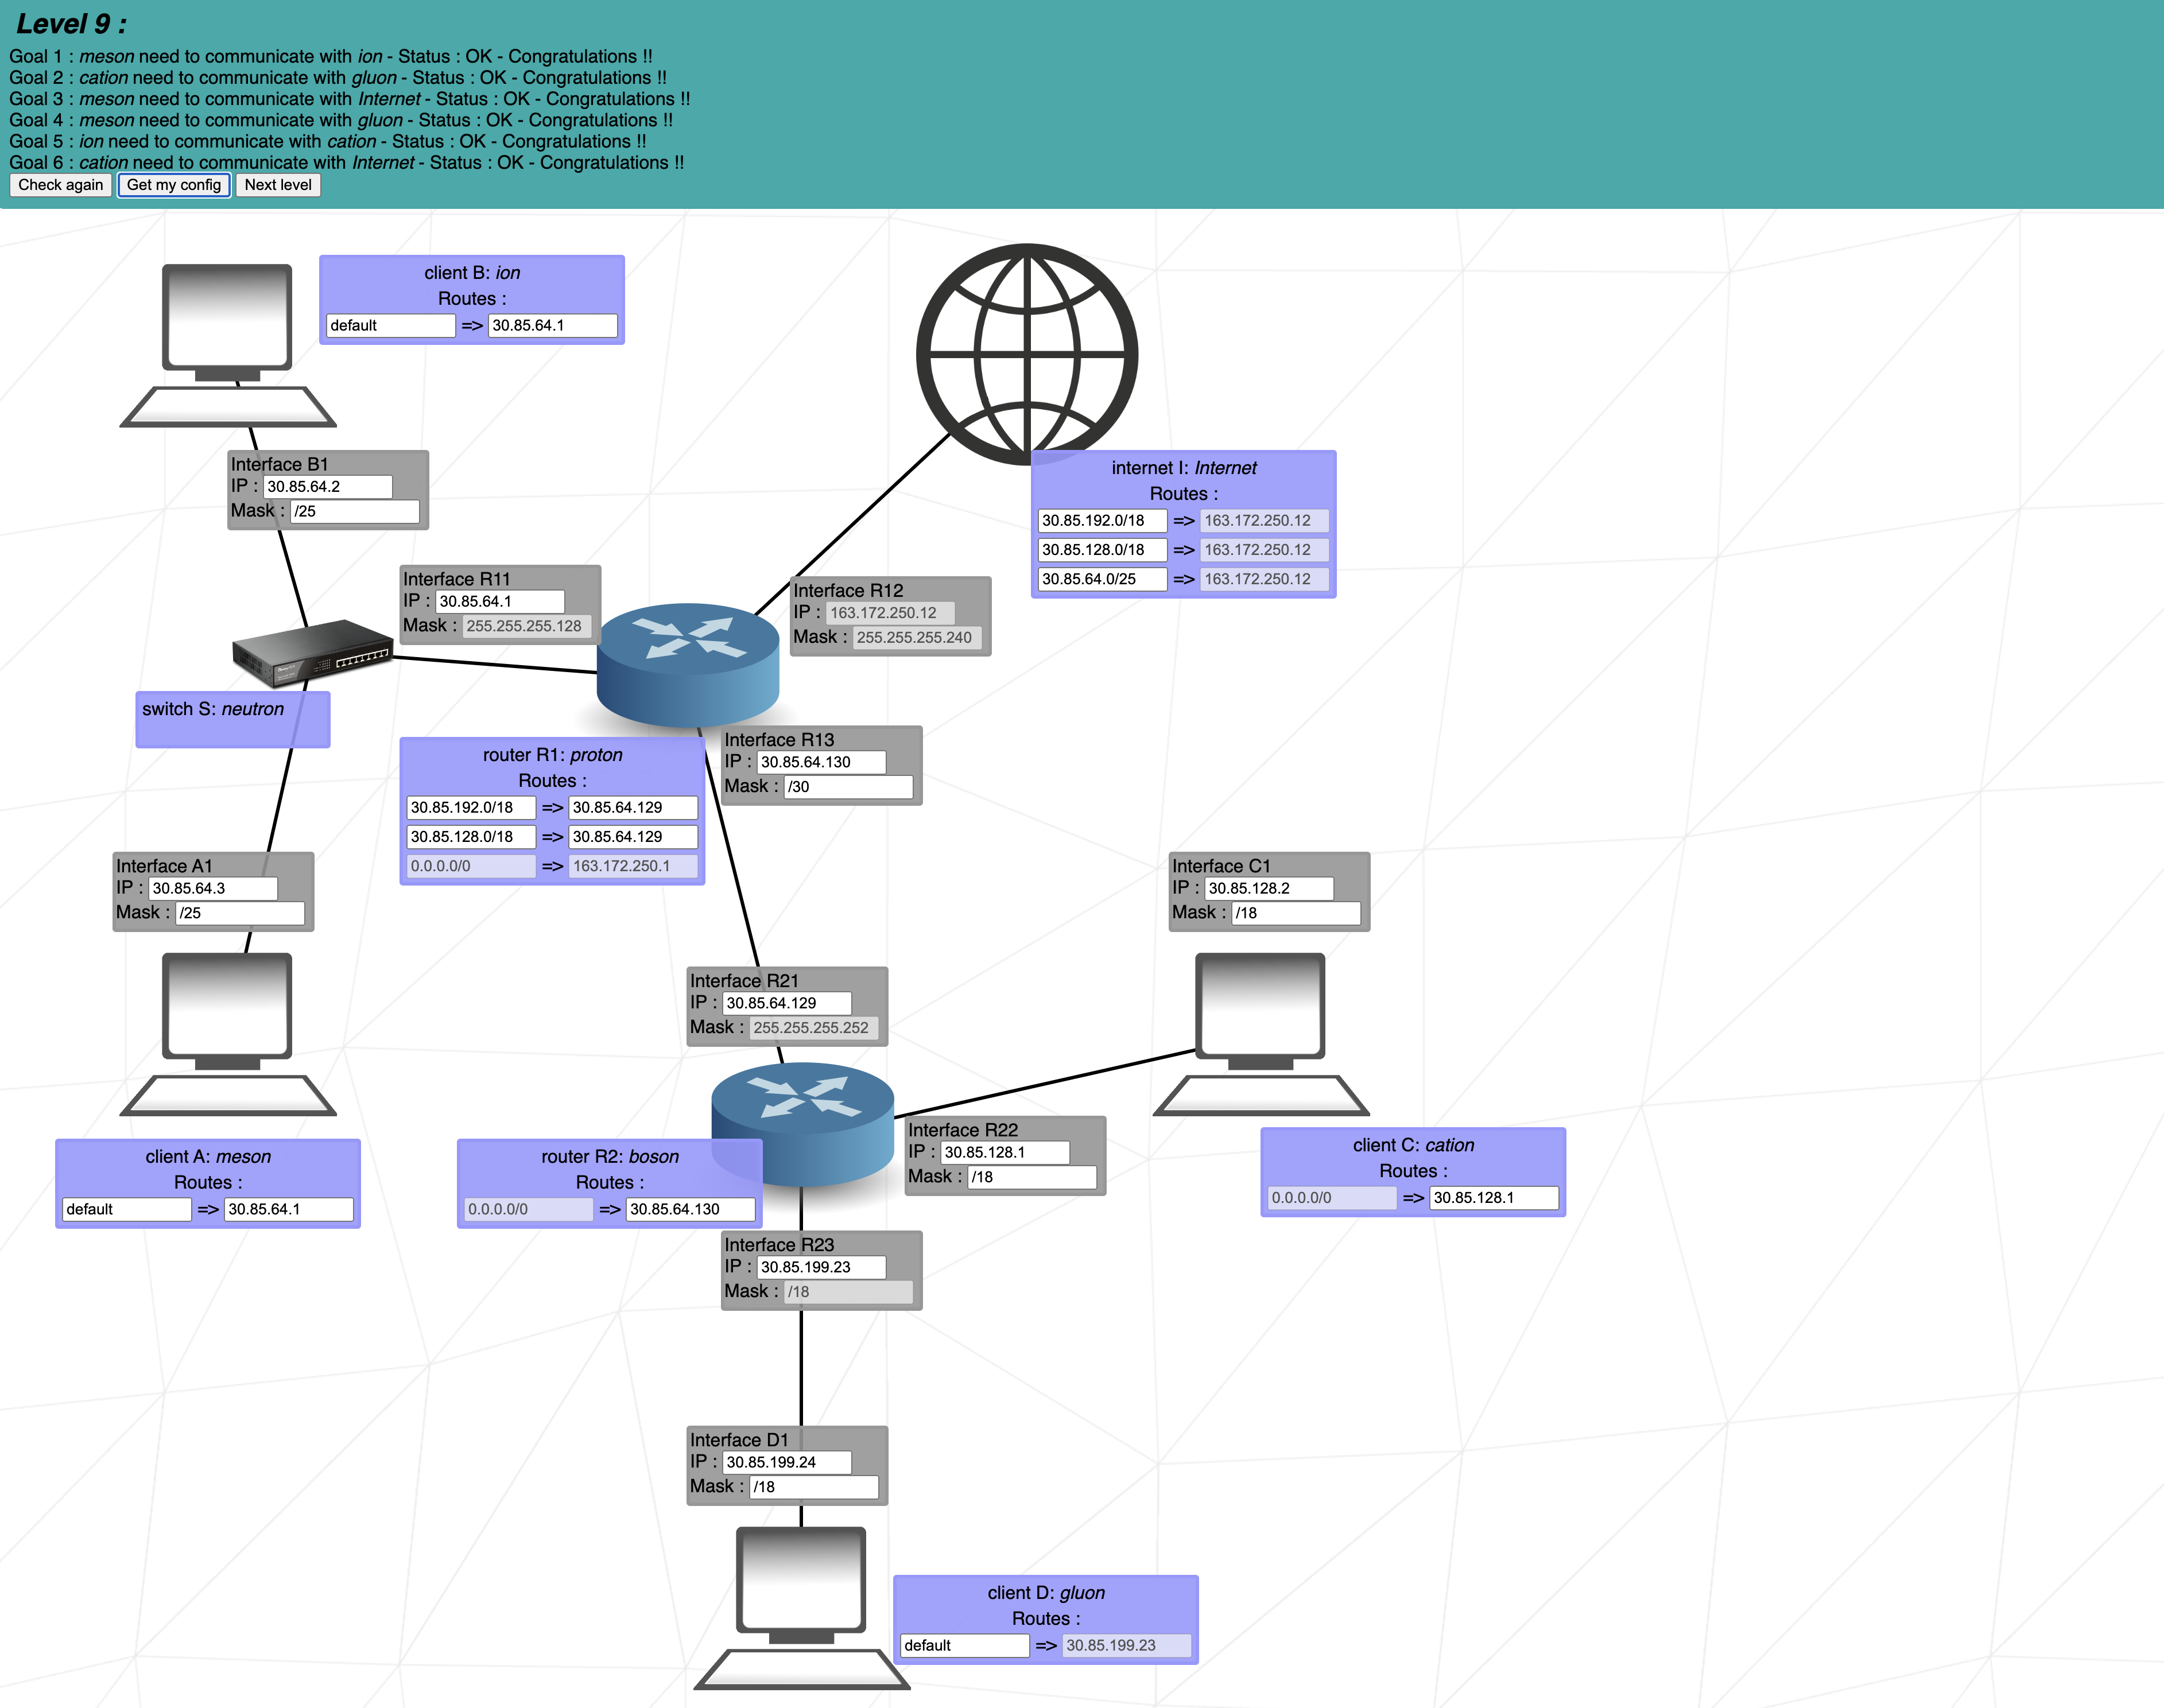 Level 9 :
Goal 1 : meson need to communicate with ion - Status : OK - Congratulations !!
Goal 2 : cation need to communicate with gluon - Status : OK - Congratulations !!
Goal 3 : meson need to communicate with Internet - Status : OK - Congratulations !!
Goal 4 : meson need to communicate with gluon - Status : OK - Congratulations !!
Goal 5 : ion need to communicate with cation - Status : OK - Congratulations !!
Goal 6 : cation need to communicate with Internet - Status : OK - Congratulations !!
Check again Get my config Next level
client B: ion
Routes :
default => 30.85.64.1
Interface B1
IP : 30.85.64.2
Mask : /25
internet I: Internet
Routes :
30.85.192.0/18 => 163.172.250.12
30.85.128.0/18 => 163.172.250.12
30.85.64.0/25 => 163.172.250.12
Interface R11
IP : 30.85.64.1
Mask : 255.255.255.128
Interface R12
IP : 163.172.250.12
Mask : 255.255.255.240
switch S: neutron
Interface R13
IP : 30.85.64.130
Mask : /30
router R1: proton
Routes :
30.85.192.0/18 => 30.85.64.129
30.85.128.0/18 => 30.85.64.129
0.0.0.0/0 => 163.172.250.1
Interface A1
IP : 30.85.64.3
Mask : /25
Interface C1
IP : 30.85.128.2
Mask : /18
Interface R21
IP : 30.85.64.129
Mask : 255.255.255.252
Interface R22
IP : 30.85.128.1
Mask : /18
client A: meson
Routes :
default => 30.85.64.1
router R2: boson
Routes :
0.0.0.0/0 => 30.85.64.130
client C: cation
Routes :
0.0.0.0/0 => 30.85.128.1
Interface R23
IP : 30.85.199.23
Mask : /18
Interface D1
IP : 30.85.199.24
Mask : /18
client D: gluon
Routes :
default => 30.85.199.23